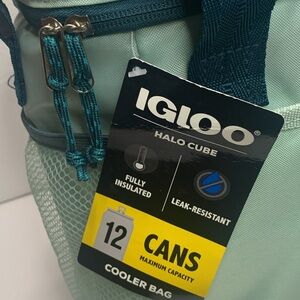 IGLOO®
HALO CUBE
FULLY
INSULATED
LEAK-RESISTANT
12
CANS
MAXIMUM CAPACITY
COOLER BAG